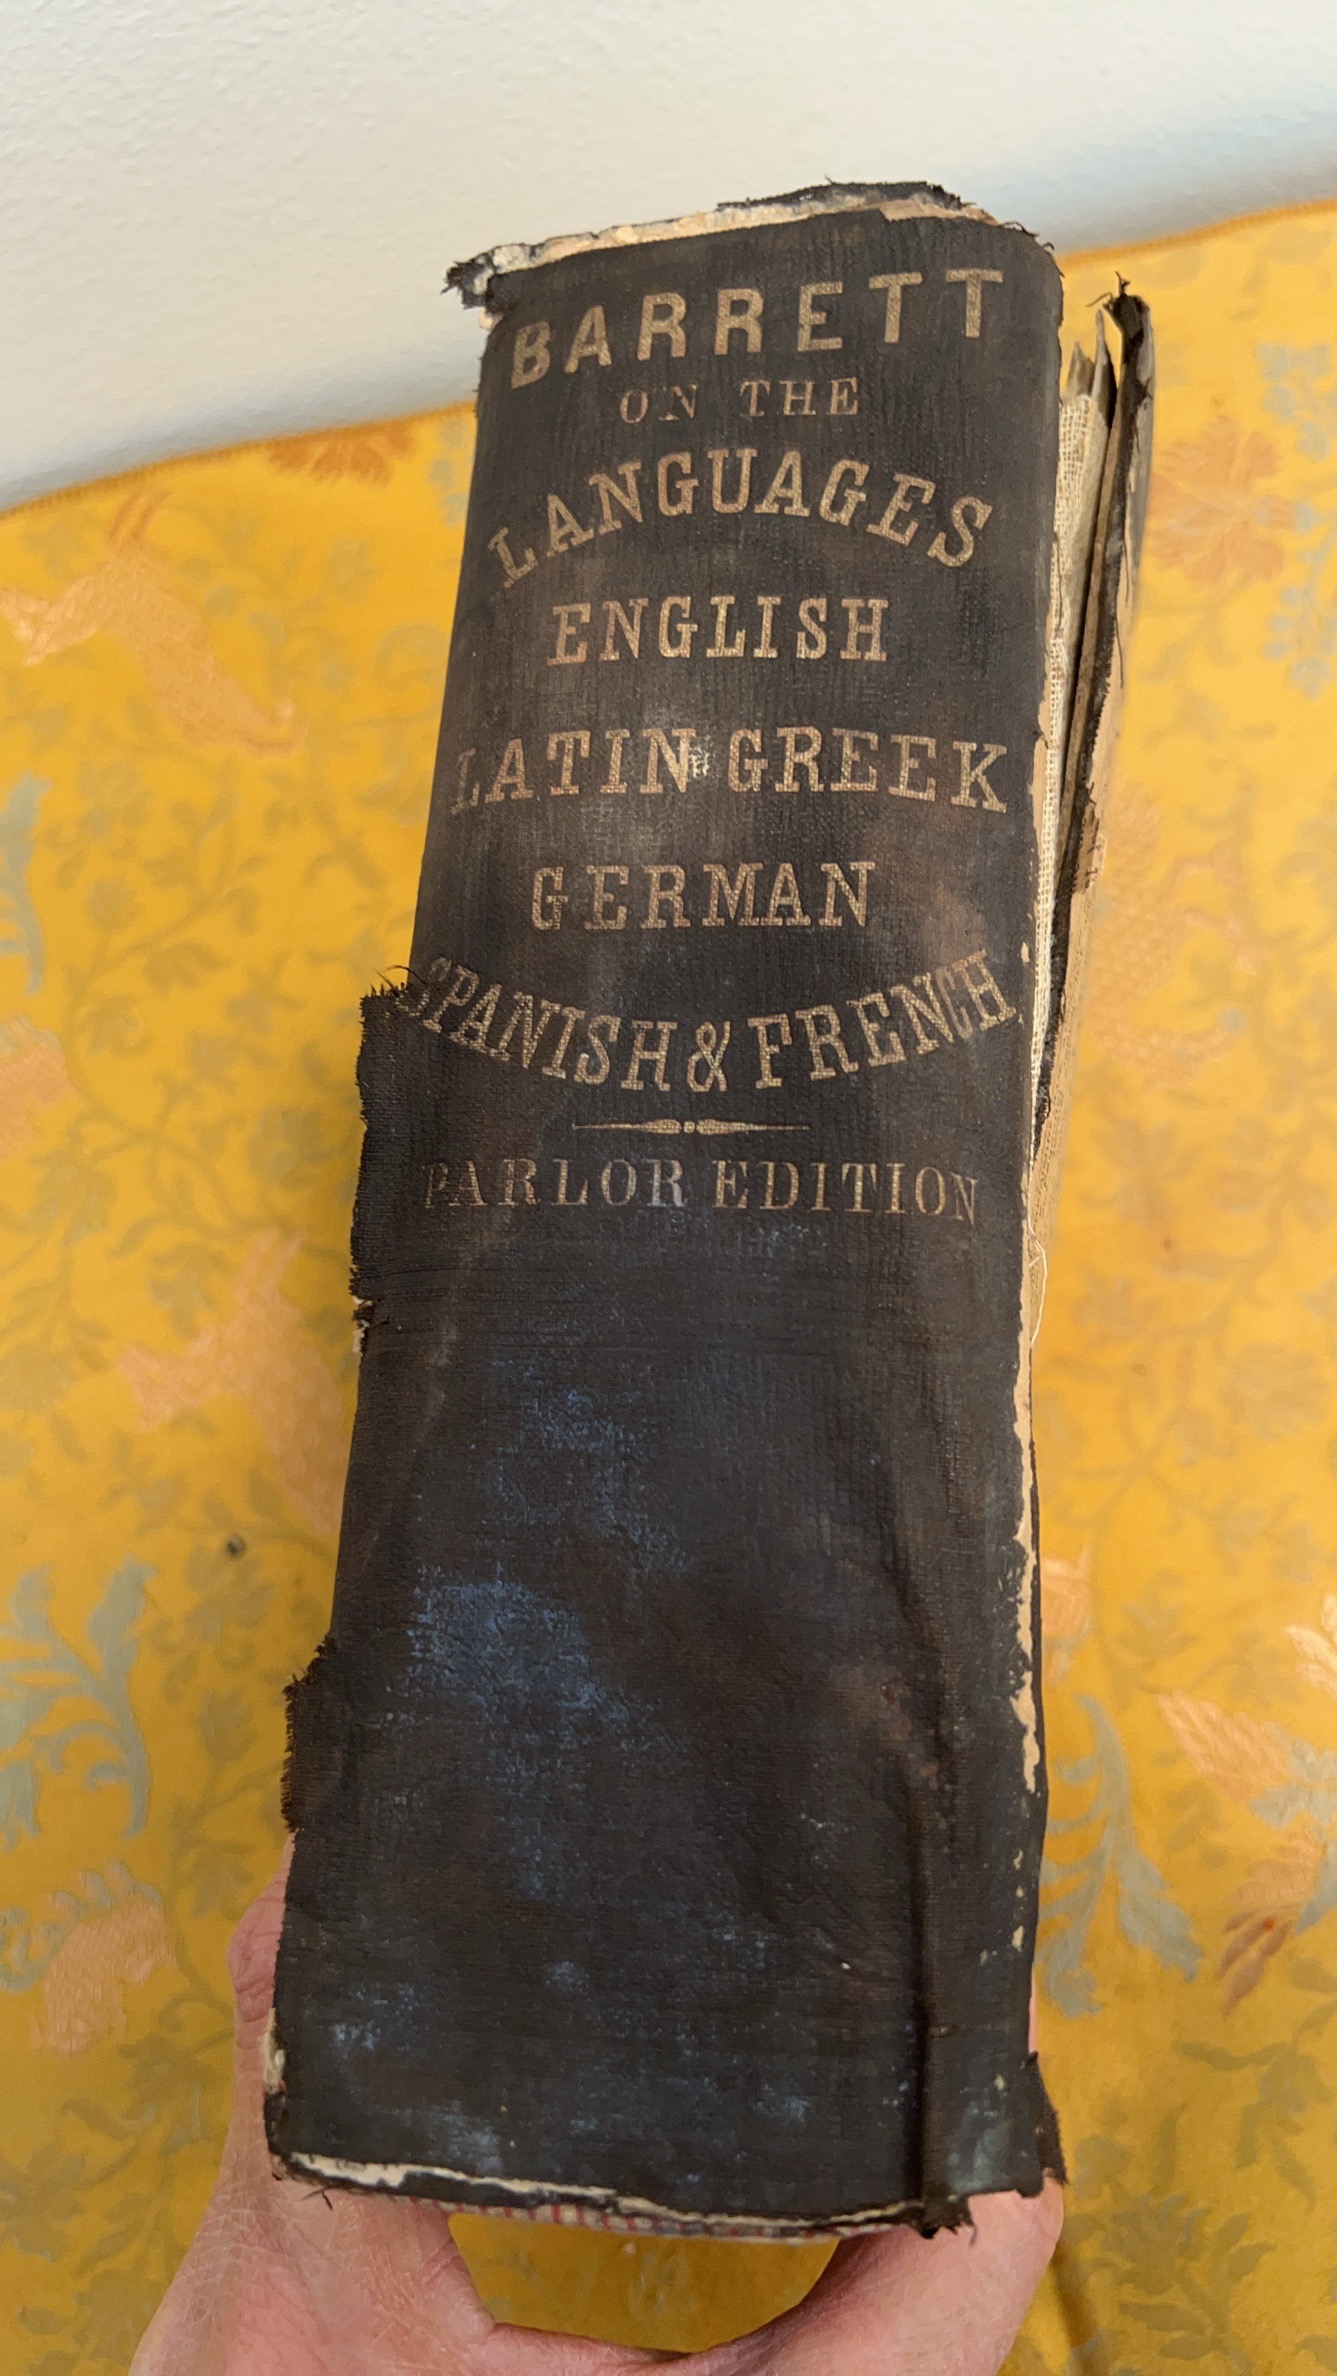 BARRETT
ON THE
LANGUAGES
ENGLISH
LATIN GREEK
GERMAN
SPANISH & FRENCH
PARLOR EDITION